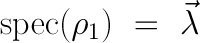 spec(ρ₁) = λ⃗